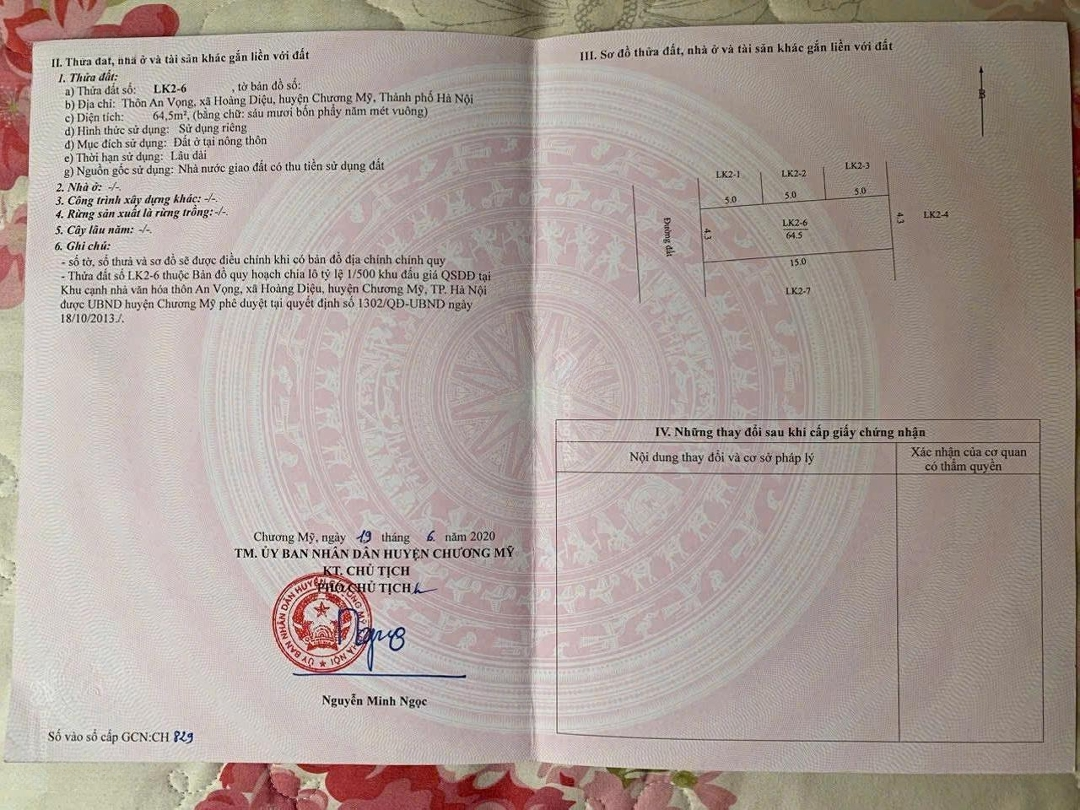 II. Thửa đất, nhà ở và tài sản khác gắn liền với đất
1. Thửa đất:
a) Thửa đất số: LK2-6 , tờ bản đồ số:
b) Địa chỉ: Thôn An Vọng, xã Hoàng Diệu, huyện Chương Mỹ, Thành phố Hà Nội
c) Diện tích: 64,5m², (bằng chữ: sáu mươi bốn phẩy năm mét vuông)
d) Hình thức sử dụng: Sử dụng riêng
đ) Mục đích sử dụng: Đất ở tại nông thôn
e) Thời hạn sử dụng: Lâu dài
g) Nguồn gốc sử dụng: Nhà nước giao đất có thu tiền sử dụng đất
2. Nhà ở: -/-.
3. Công trình xây dựng khác: -/-.
4. Rừng sản xuất là rừng trồng:-/-.
5. Cây lâu năm: -/-.
6. Ghi chú:
- số tờ, số thửa và sơ đồ sẽ được điều chỉnh khi có bản đồ địa chính chính quy
- Thửa đất số LK2-6 thuộc Bản đồ quy hoạch chia lô tỷ lệ 1/500 khu đấu giá QSDĐ tại
Khu cạnh nhà văn hóa thôn An Vọng, xã Hoàng Diệu, huyện Chương Mỹ, TP. Hà Nội
được UBND huyện Chương Mỹ phê duyệt tại quyết định số 1302/QĐ-UBND ngày
18/10/2013./.
Chương Mỹ, ngày 19 tháng 6 năm 2020
TM. ỦY BAN NHÂN DÂN HUYỆN CHƯƠNG MỸ
KT. CHỦ TỊCH
PHÓ CHỦ TỊCH
ỦY BAN NHÂN DÂN HUYỆN CHƯƠNG MỸ ★ HÀ NỘI ★
Nguyễn Minh Ngọc
Số vào sổ cấp GCN:CH 829
III. Sơ đồ thửa đất, nhà ở và tài sản khác gắn liền với đất
B
LK2-1
LK2-2
LK2-3
5.0
5.0
5.0
Đường đất
4.3
LK2-6
64.5
4.3
LK2-4
15.0
LK2-7
IV. Những thay đổi sau khi cấp giấy chứng nhận
Nội dung thay đổi và cơ sở pháp lý
Xác nhận của cơ quan
có thẩm quyền